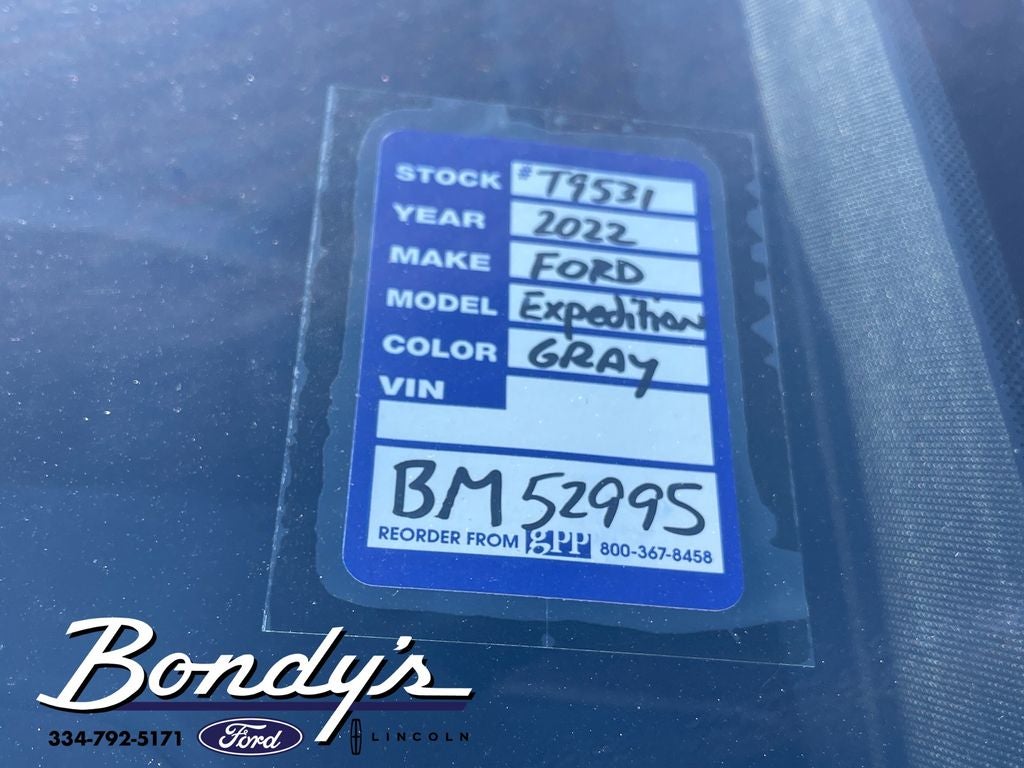 STOCK # T9531
YEAR 2022
MAKE FORD
MODEL Expedition
COLOR GRAY
VIN
BM 52995
REORDER FROM gPP 800-367-8458
Bondy's
334-792-5171 Ford LINCOLN